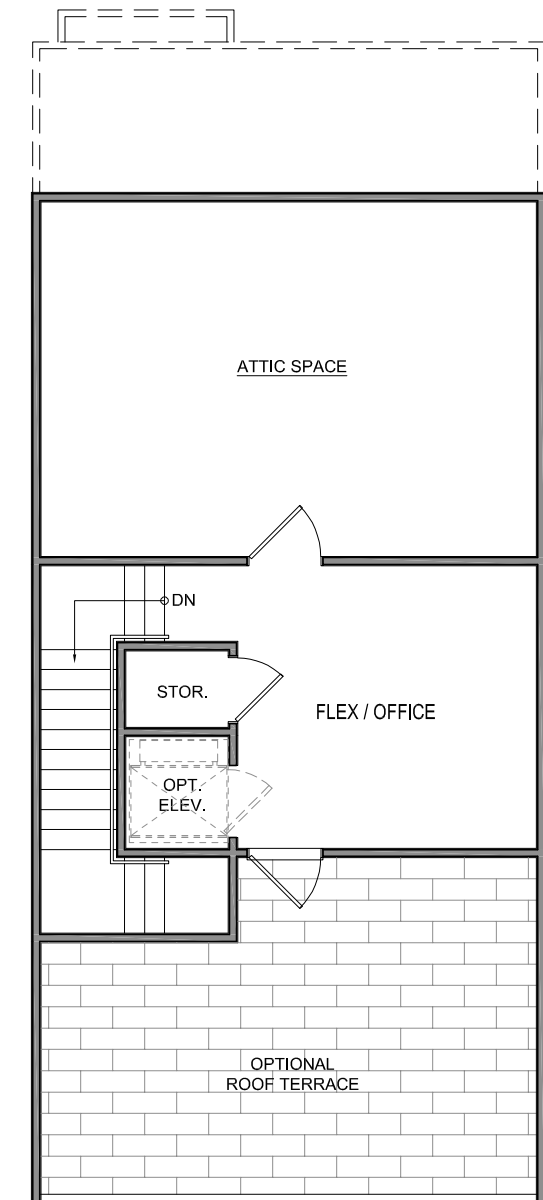 ATTIC SPACE
DN
STOR.
FLEX / OFFICE
OPT.
ELEV.
OPTIONAL
ROOF TERRACE